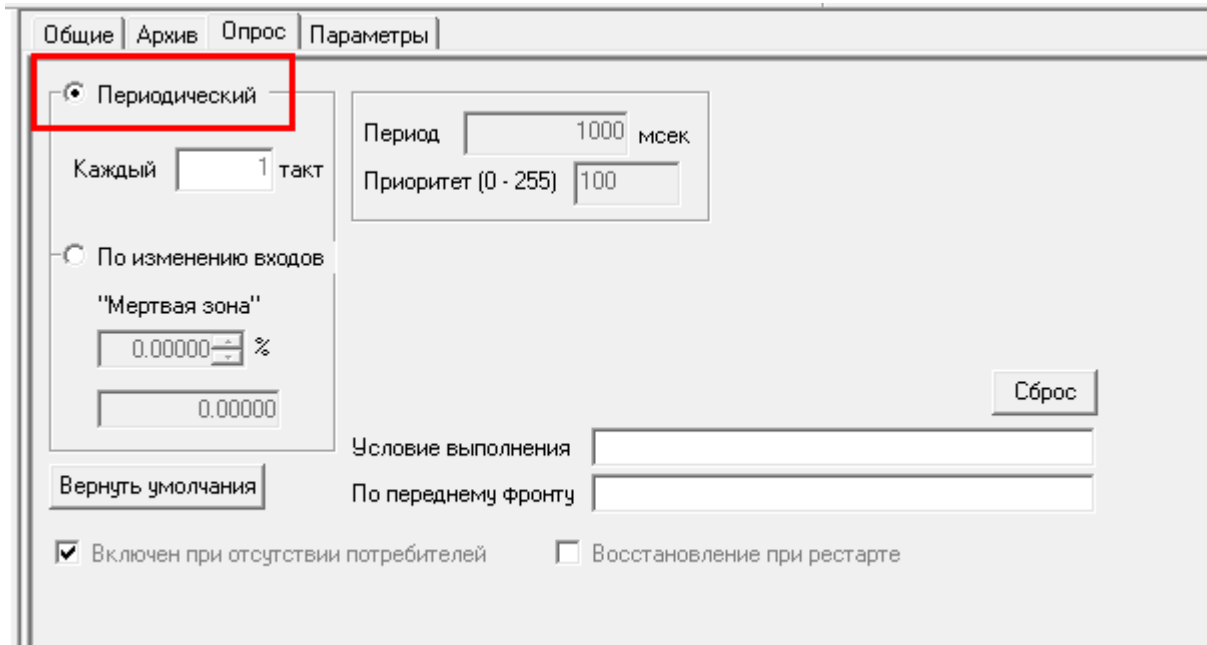 Общие Архив Опрос Параметры
Периодический
Каждый 1 такт
Период 1000 мсек
Приоритет (0 - 255) 100
По изменению входов
"Мертвая зона"
0.00000 %
0.00000
Сброс
Условие выполнения
Вернуть умолчания
По переднему фронту
Включен при отсутствии потребителей Восстановление при рестарте